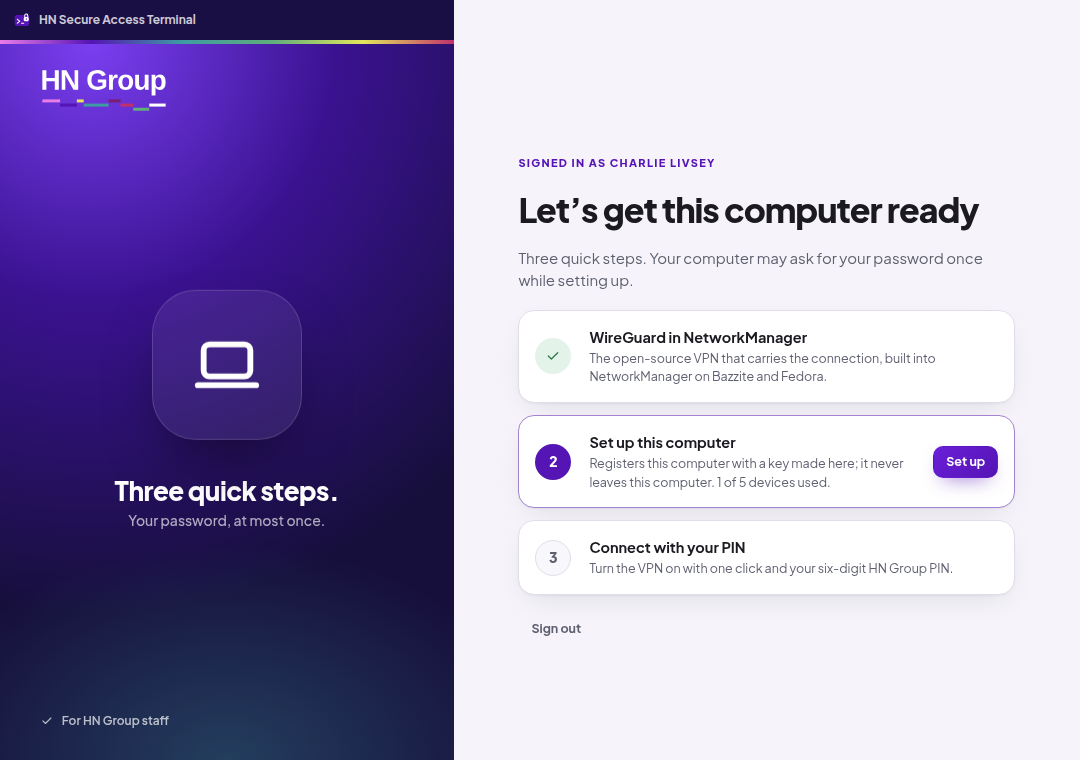 HN Secure Access Terminal
HN Group
Three quick steps.
Your password, at most once.
For HN Group staff
SIGNED IN AS CHARLIE LIVSEY
Let’s get this computer ready
Three quick steps. Your computer may ask for your password once
while setting up.
WireGuard in NetworkManager
The open-source VPN that carries the connection, built into
NetworkManager on Bazzite and Fedora.
2
Set up this computer
Registers this computer with a key made here; it never
leaves this computer. 1 of 5 devices used.
Set up
3
Connect with your PIN
Turn the VPN on with one click and your six-digit HN Group PIN.
Sign out